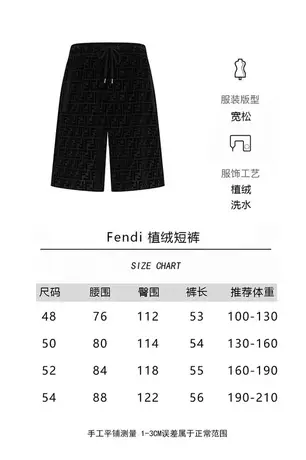 服装版型
宽松
服饰工艺
植绒
洗水
Fendi 植绒短裤
SIZE CHART
尺码 腰围 臀围 裤长 推荐体重
48 76 112 53 100-130
50 80 114 54 130-160
52 84 118 55 160-190
54 88 122 56 190-210
手工平铺测量 1-3CM误差属于正常范围